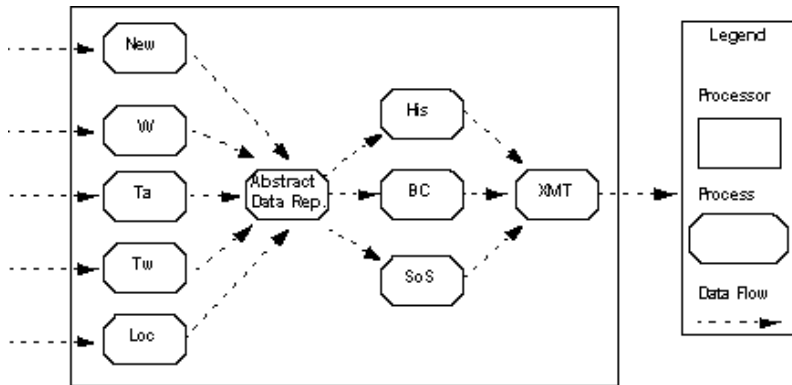 New
W
Ta
Tw
Loc
Abstract
Data Rep.
His
BC
SoS
XMT
Legend
Processor
Process
Data Flow